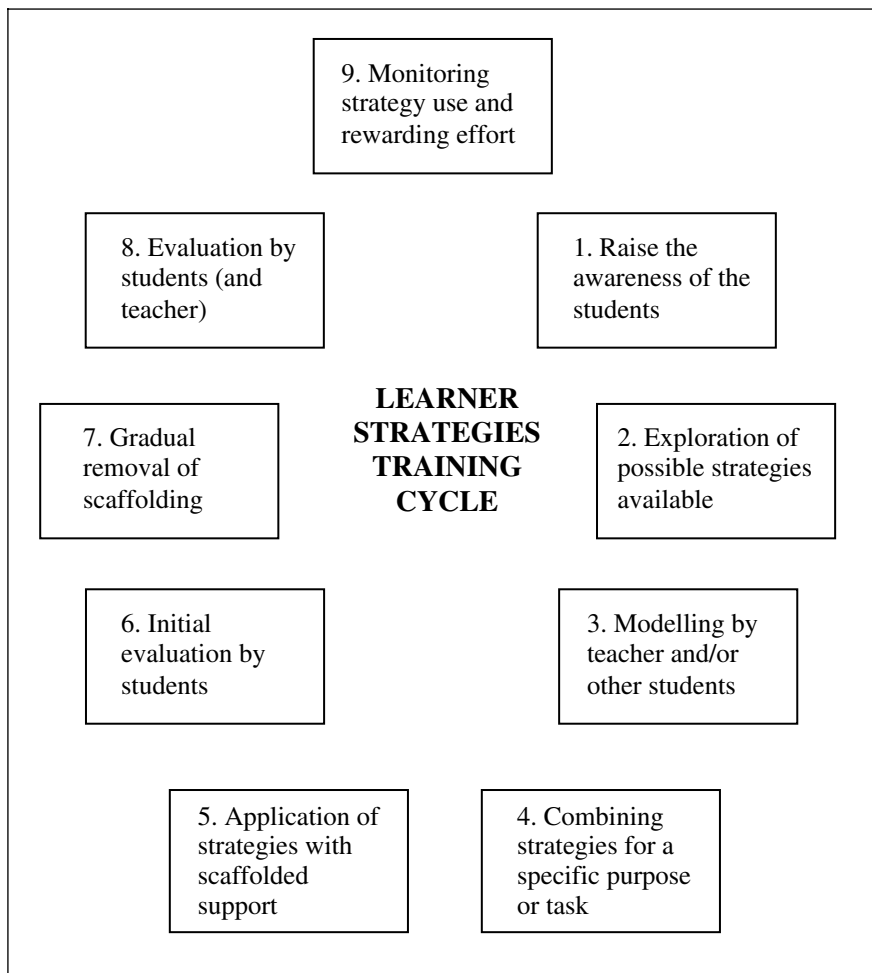 9. Monitoring
strategy use and
rewarding effort
8. Evaluation by
students (and
teacher)
1. Raise the
awareness of the
students
LEARNER
STRATEGIES
TRAINING
CYCLE
7. Gradual
removal of
scaffolding
2. Exploration of
possible strategies
available
6. Initial
evaluation by
students
3. Modelling by
teacher and/or
other students
5. Application of
strategies with
scaffolded
support
4. Combining
strategies for a
specific purpose
or task